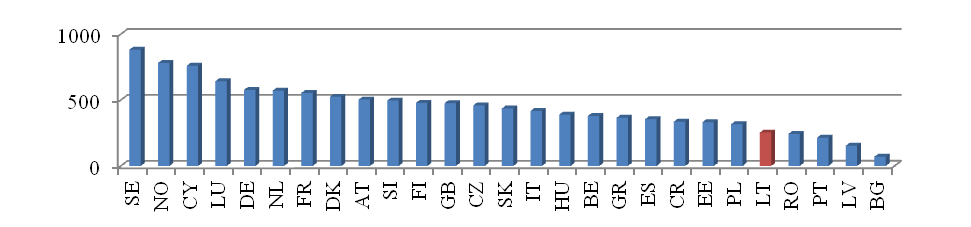 1000
500
0
SE NO CY LU DE NL FR DK AT SI FI GB CZ SK IT HU BE GR ES CR EE PL LT RO PT LV BG